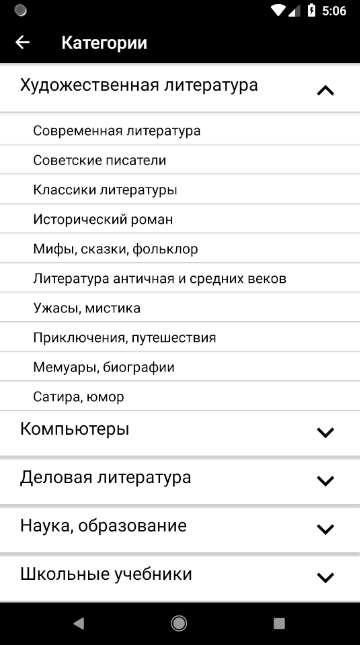 5:06
Категории
Художественная литература
Современная литература
Советские писатели
Классики литературы
Исторический роман
Мифы, сказки, фольклор
Литература античная и средних веков
Ужасы, мистика
Приключения, путешествия
Мемуары, биографии
Сатира, юмор
Компьютеры
Деловая литература
Наука, образование
Школьные учебники